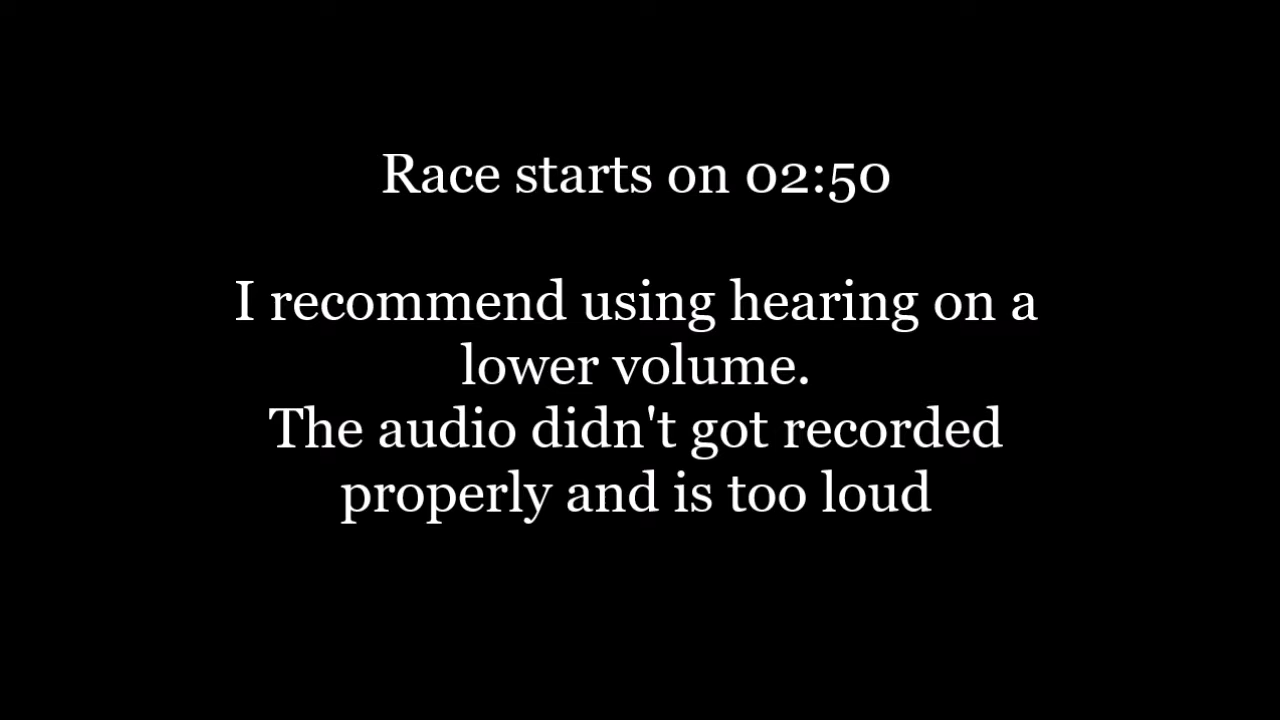 Race starts on 02:50
I recommend using hearing on a
lower volume.
The audio didn't got recorded
properly and is too loud